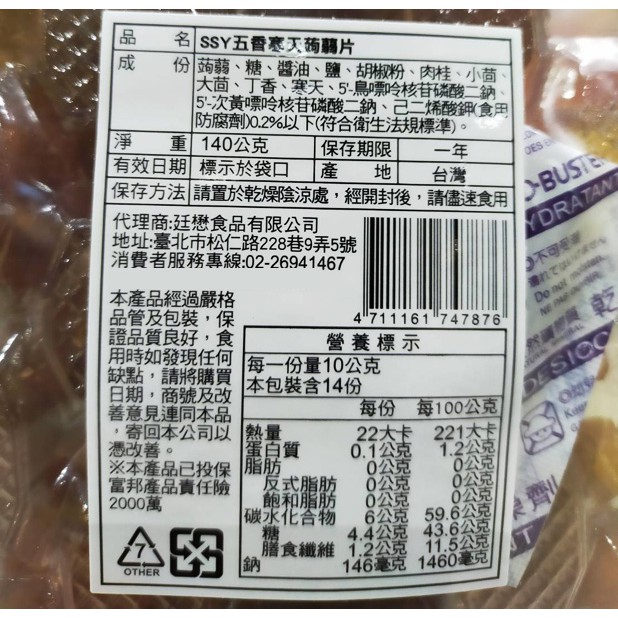 品 名 SSY五香寒天蒟蒻片
成 份 蒟蒻、糖、醬油、鹽、胡椒粉、肉桂、小茴、
大茴、丁香、寒天、5'-鳥嘌呤核苷磷酸二鈉、
5'-次黃嘌呤核苷磷酸二鈉、己二烯酸鉀(食用
防腐劑)0.2%以下(符合衛生法規標準)。
淨 重 140公克 保存期限 一年
有效日期 標示於袋口 產 地 台灣
保存方法 請置於乾燥陰涼處，經開封後，請儘速食用
代理商:廷懋食品有限公司
地址:臺北市松仁路228巷9弄5號
消費者服務專線:02-26941467
4 711161 747876
本產品經過嚴格
品管及包裝，保
證品質良好，食
用時如發現任何
缺點，請將購買
日期，商號及改
善意見連同本品
，寄回本公司以
憑改善。
※本產品已投保
富邦產品責任險
2000萬
7
OTHER
營養標示
每一份量10公克
本包裝含14份
每份 每100公克
熱量 22大卡 221大卡
蛋白質 0.1公克 1.2公克
脂肪 0公克 0公克
反式脂肪 0公克 0公克
飽和脂肪 0公克 0公克
碳水化合物 6公克 59.6公克
糖 4.4公克 43.6公克
膳食纖維 1.2公克 11.5公克
鈉 146毫克 1460毫克
不可
Do not
乾
劑